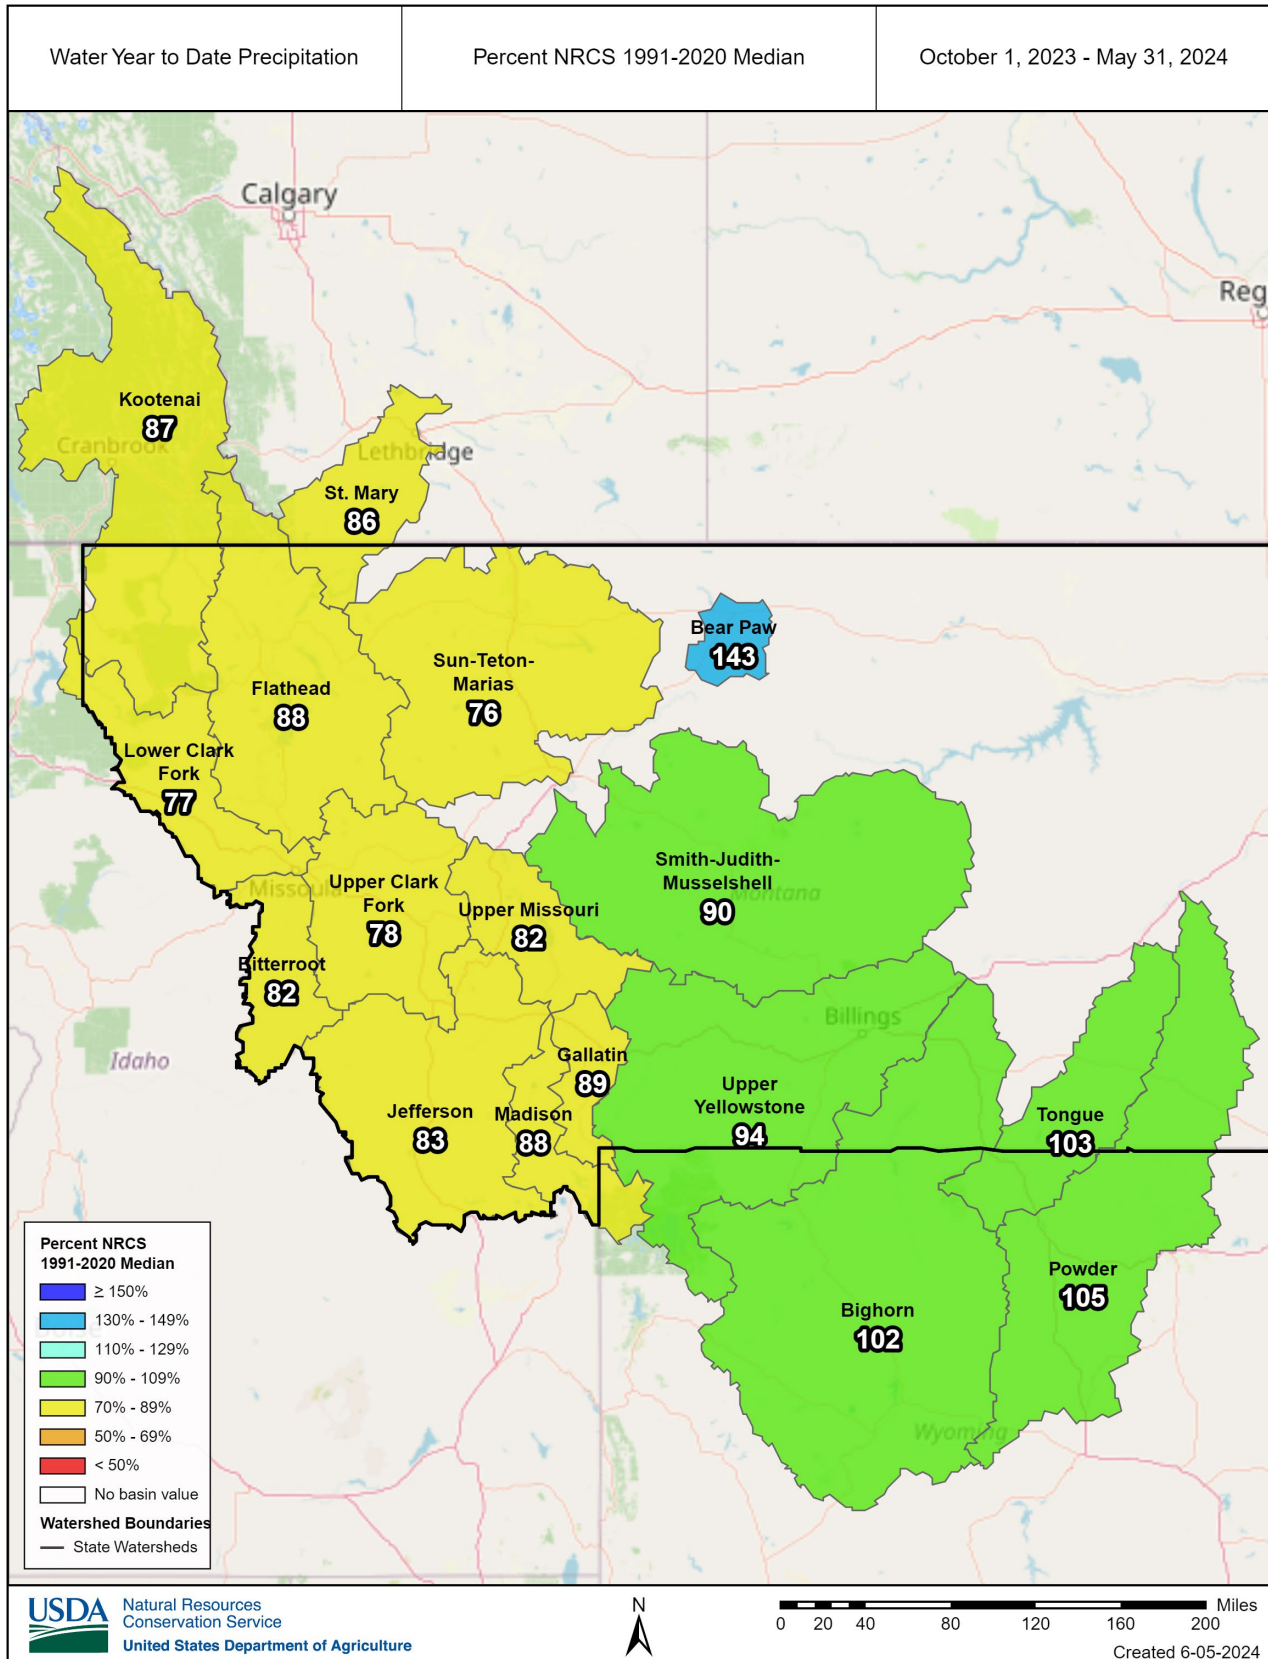 Water Year to Date Precipitation
Percent NRCS 1991-2020 Median
October 1, 2023 - May 31, 2024
Calgary
Reg
Kootenai
87
Cranbrook
Lethbridge
St. Mary
86
Bear Paw
143
Sun-Teton-
Marias
76
Flathead
88
Lower Clark
Fork
77
Smith-Judith-
Musselshell
90
Montana
Missoula
Upper Clark
Fork
78
Upper Missouri
82
Bitterroot
82
Billings
Idaho
Gallatin
89
Jefferson
83
Madison
88
Upper
Yellowstone
94
Tongue
103
Powder
105
Bighorn
102
Wyoming
Percent NRCS
1991-2020 Median
≥ 150%
130% - 149%
110% - 129%
90% - 109%
70% - 89%
50% - 69%
< 50%
No basin value
Watershed Boundaries
State Watersheds
USDA
Natural Resources
Conservation Service
United States Department of Agriculture
N
Miles
0 20 40 80 120 160 200
Created 6-05-2024